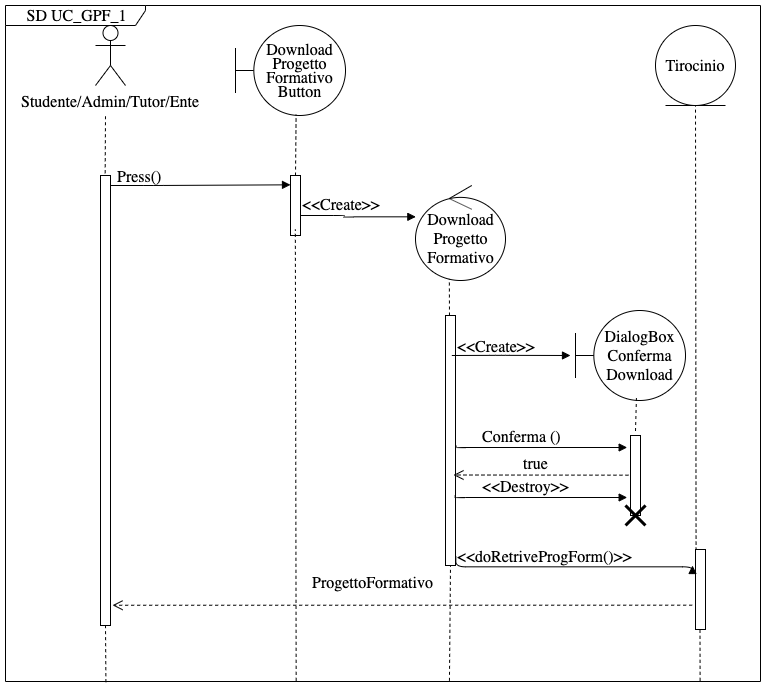 SD UC_GPF_1
Studente/Admin/Tutor/Ente
Download
Progetto
Formativo
Button
Tirocinio
Press()
<<Create>>
Download
Progetto
Formativo
<<Create>>
DialogBox
Conferma
Download
Conferma ()
true
<<Destroy>>
<<doRetriveProgForm()>>
ProgettoFormativo